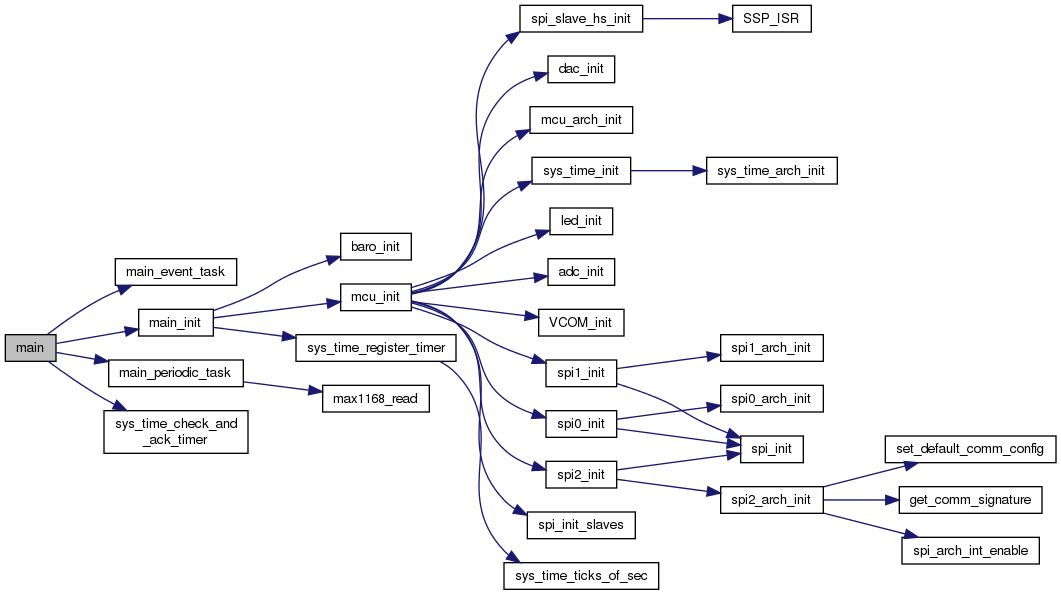 spi_slave_hs_init
SSP_ISR
dac_init
mcu_arch_init
sys_time_init
sys_time_arch_init
led_init
baro_init
main_event_task
adc_init
mcu_init
main_init
VCOM_init
main
sys_time_register_timer
spi1_arch_init
main_periodic_task
spi1_init
max1168_read
spi0_arch_init
sys_time_check_and
_ack_timer
spi0_init
spi_init
set_default_comm_config
spi2_init
spi2_arch_init
get_comm_signature
spi_init_slaves
spi_arch_int_enable
sys_time_ticks_of_sec